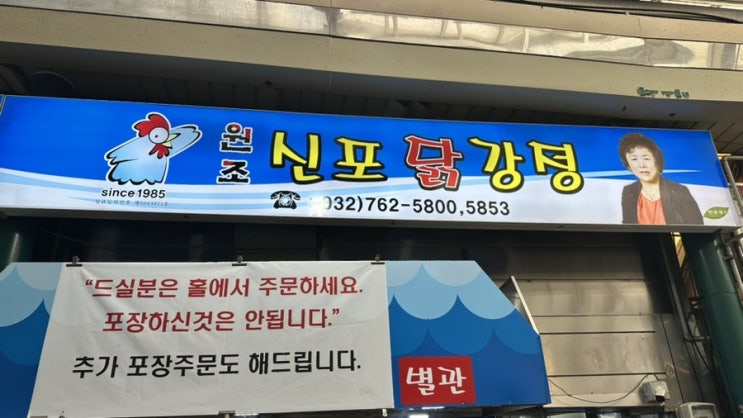 원조 신포닭강정
since 1985
☎ 032)762-5800,5853
"드실분은 홀에서 주문하세요.
포장하신것은 안됩니다."
추가 포장주문도 해드립니다.
별관